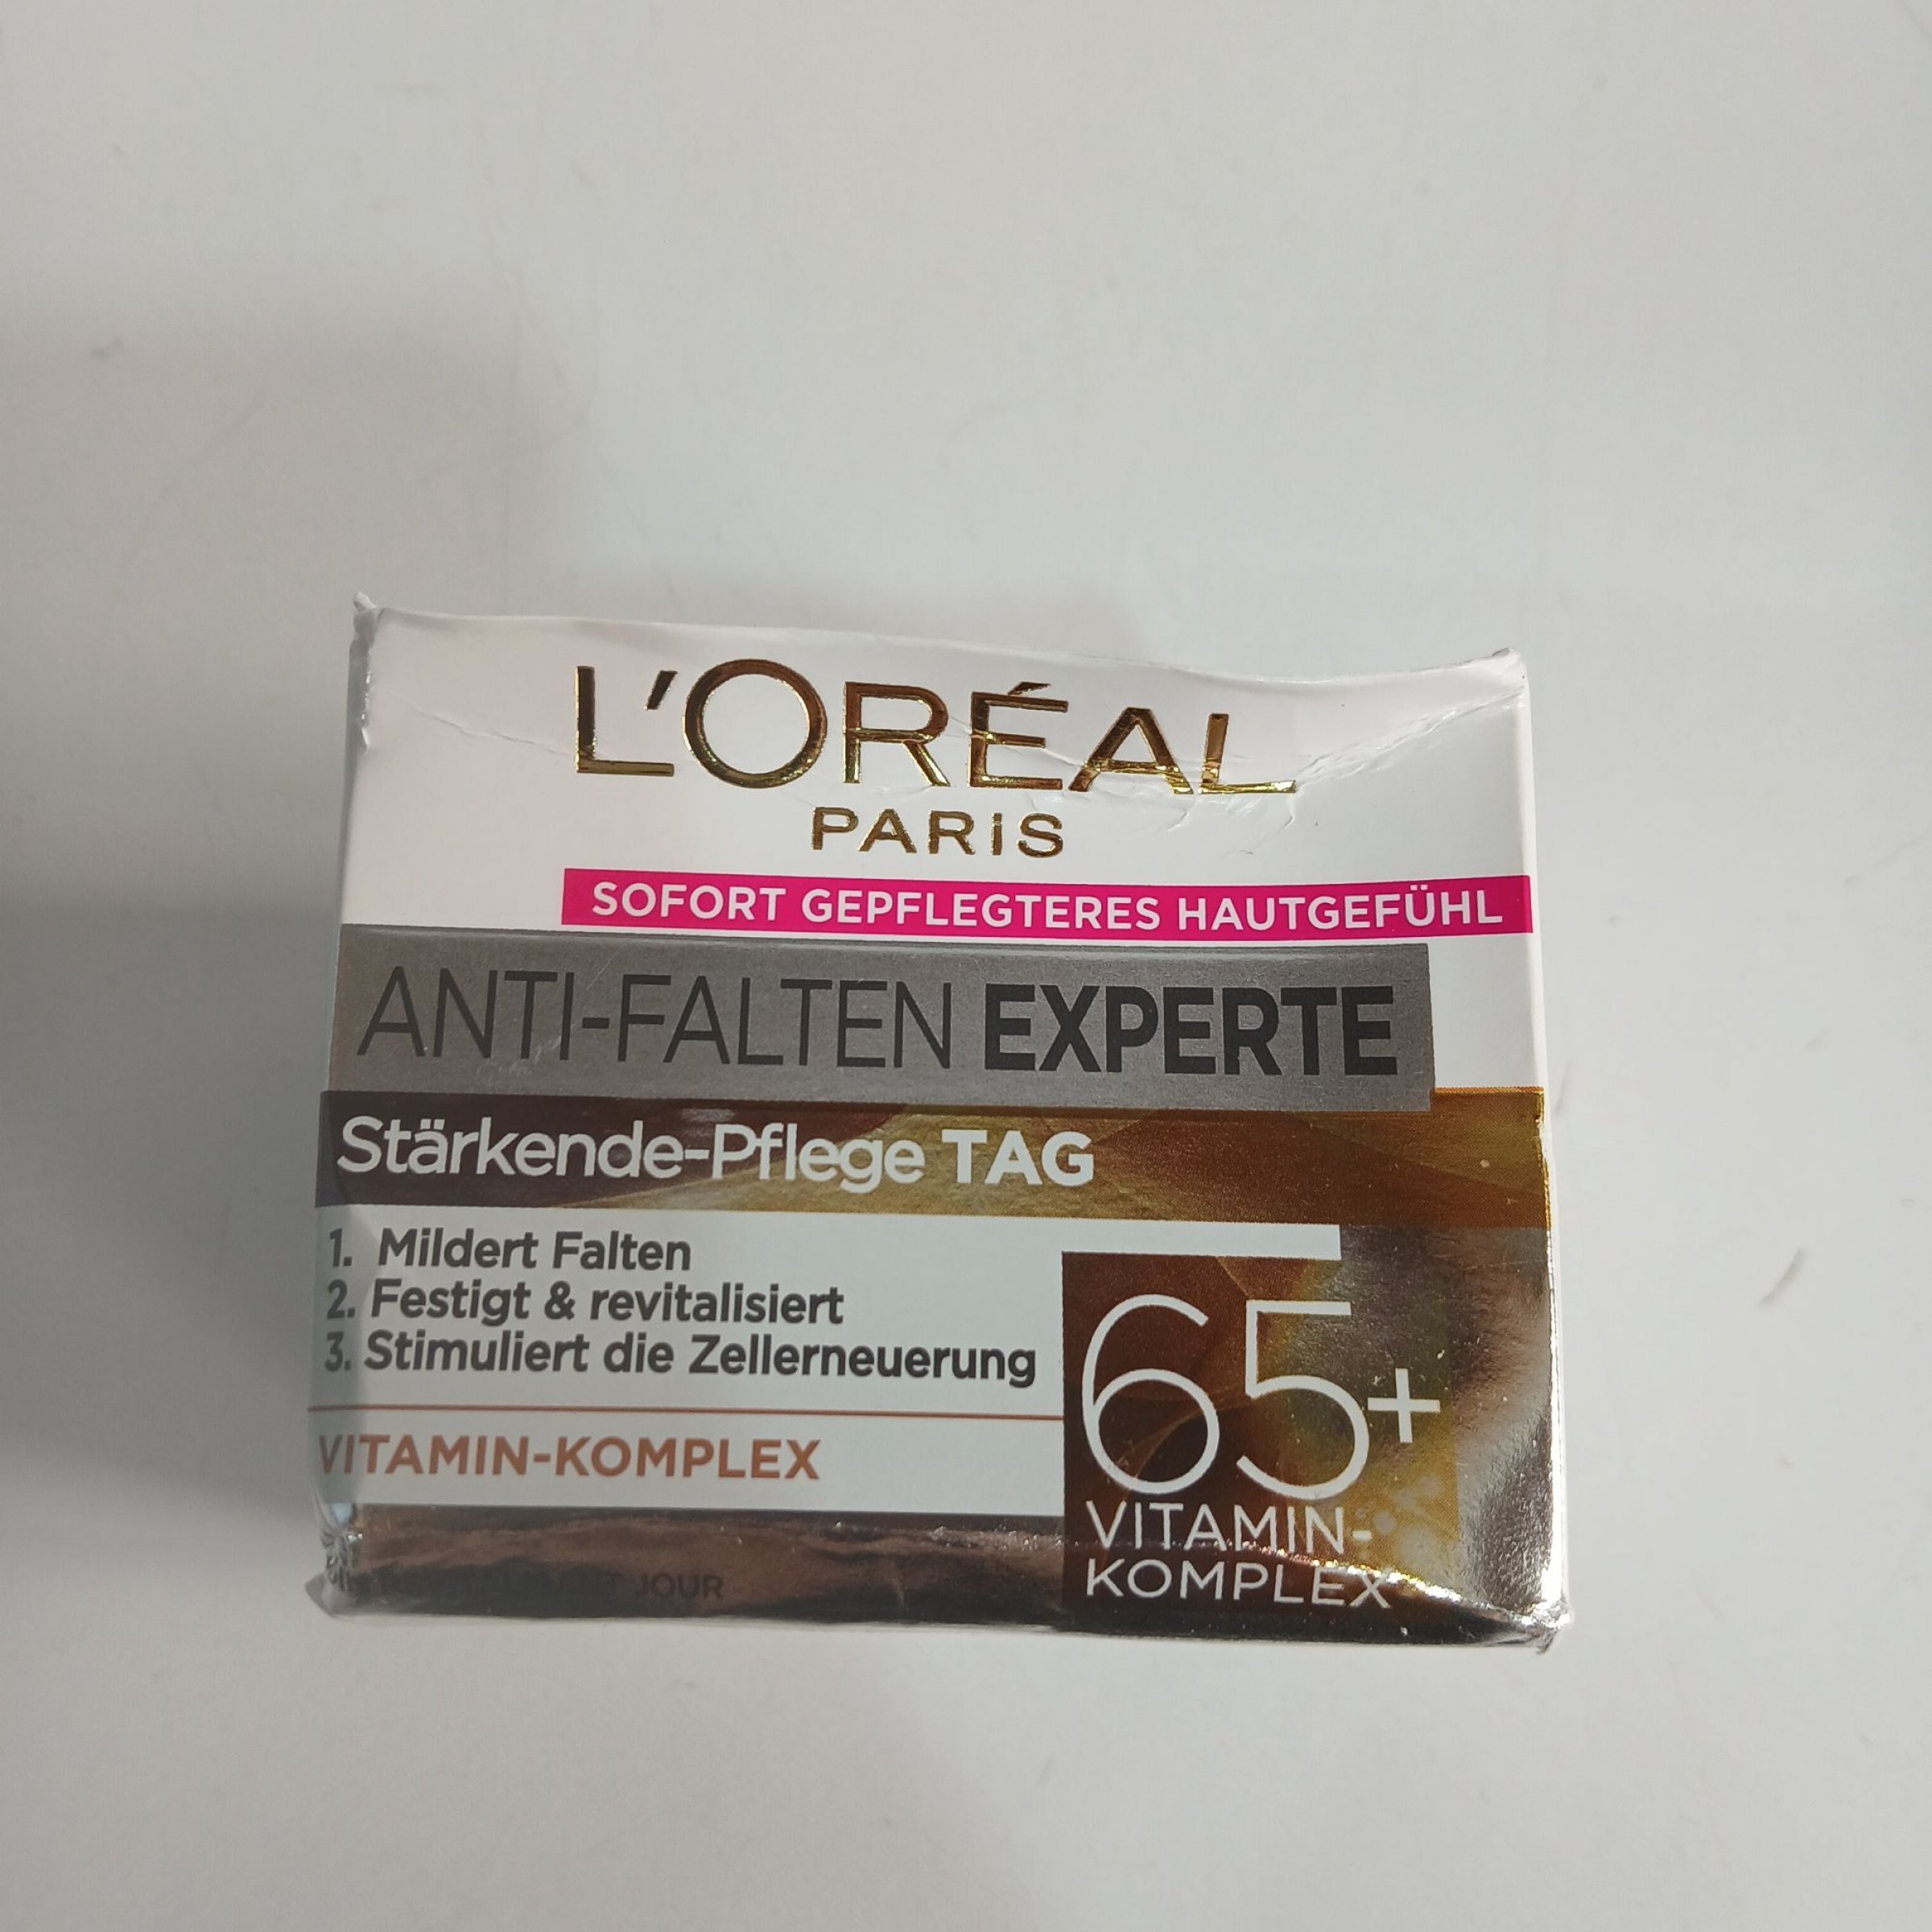 L'ORÉAL
PARIS
SOFORT GEPFLEGTERES HAUTGEFÜHL
ANTI-FALTEN EXPERTE
Stärkende-Pflege TAG
1. Mildert Falten
2. Festigt & revitalisiert
3. Stimuliert die Zellerneuerung
VITAMIN-KOMPLEX
65+
VITAMIN-
KOMPLEX
JOUR